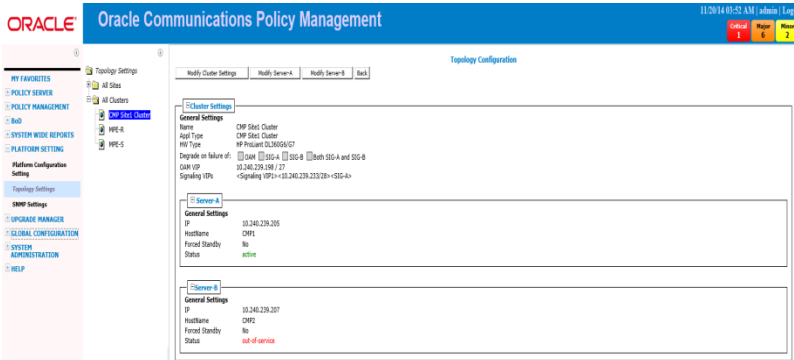 11/20/14 03:52 AM | admin | Log
ORACLE
Oracle Communications Policy Management
Critical Major Minor
1 6 2
MY FAVORITES
POLICY SERVER
POLICY MANAGEMENT
BoD
SYSTEM WIDE REPORTS
PLATFORM SETTING
Platform Configuration
Setting
Topology Settings
SNMP Settings
UPGRADE MANAGER
GLOBAL CONFIGURATION
SYSTEM
ADMINISTRATION
HELP
Topology Settings
All Sites
All Clusters
CMP Site1 Cluster
MPE-R
MPE-S
Topology Configuration
Modify Cluster Settings Modify Server-A Modify Server-B Back
Cluster Settings
General Settings
Name CMP Site1 Cluster
Appl Type CMP Site1 Cluster
HW Type HP ProLiant DL360G6/G7
Degrade on failure of: OAM SIG-A SIG-B Both SIG-A and SIG-B
OAM VIP 10.240.239.198 / 27
Signaling VIPs <Signaling VIP1><10.240.239.233/28><SIG-A>
Server-A
General Settings
IP 10.240.239.205
HostName CMP1
Forced Standby No
Status active
Server-B
General Settings
IP 10.240.239.207
HostName CMP2
Forced Standby No
Status out-of-service